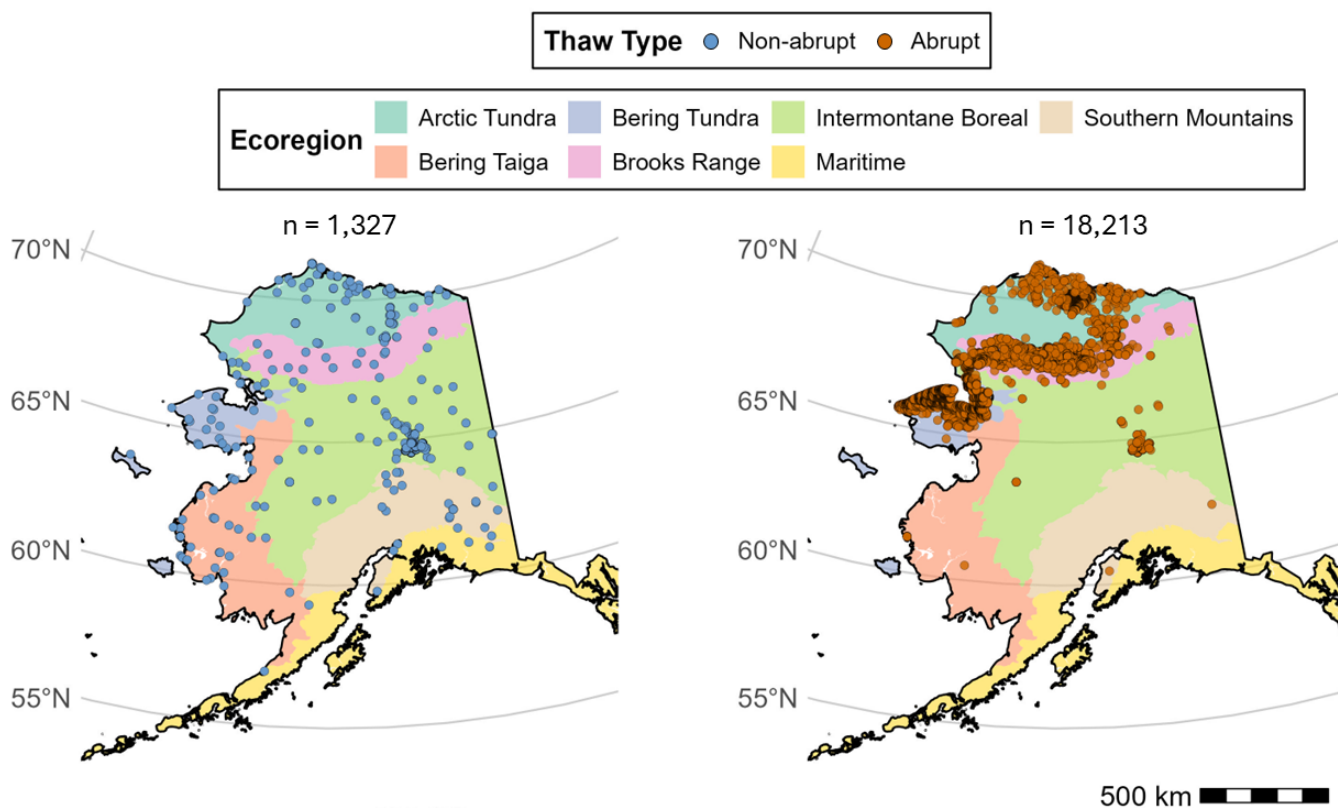 Thaw Type Non-abrupt Abrupt
Ecoregion
Arctic Tundra Bering Tundra Intermontane Boreal Southern Mountains
Bering Taiga Brooks Range Maritime
n = 1,327 n = 18,213
70°N
65°N
60°N
55°N
70°N
65°N
60°N
55°N
500 km